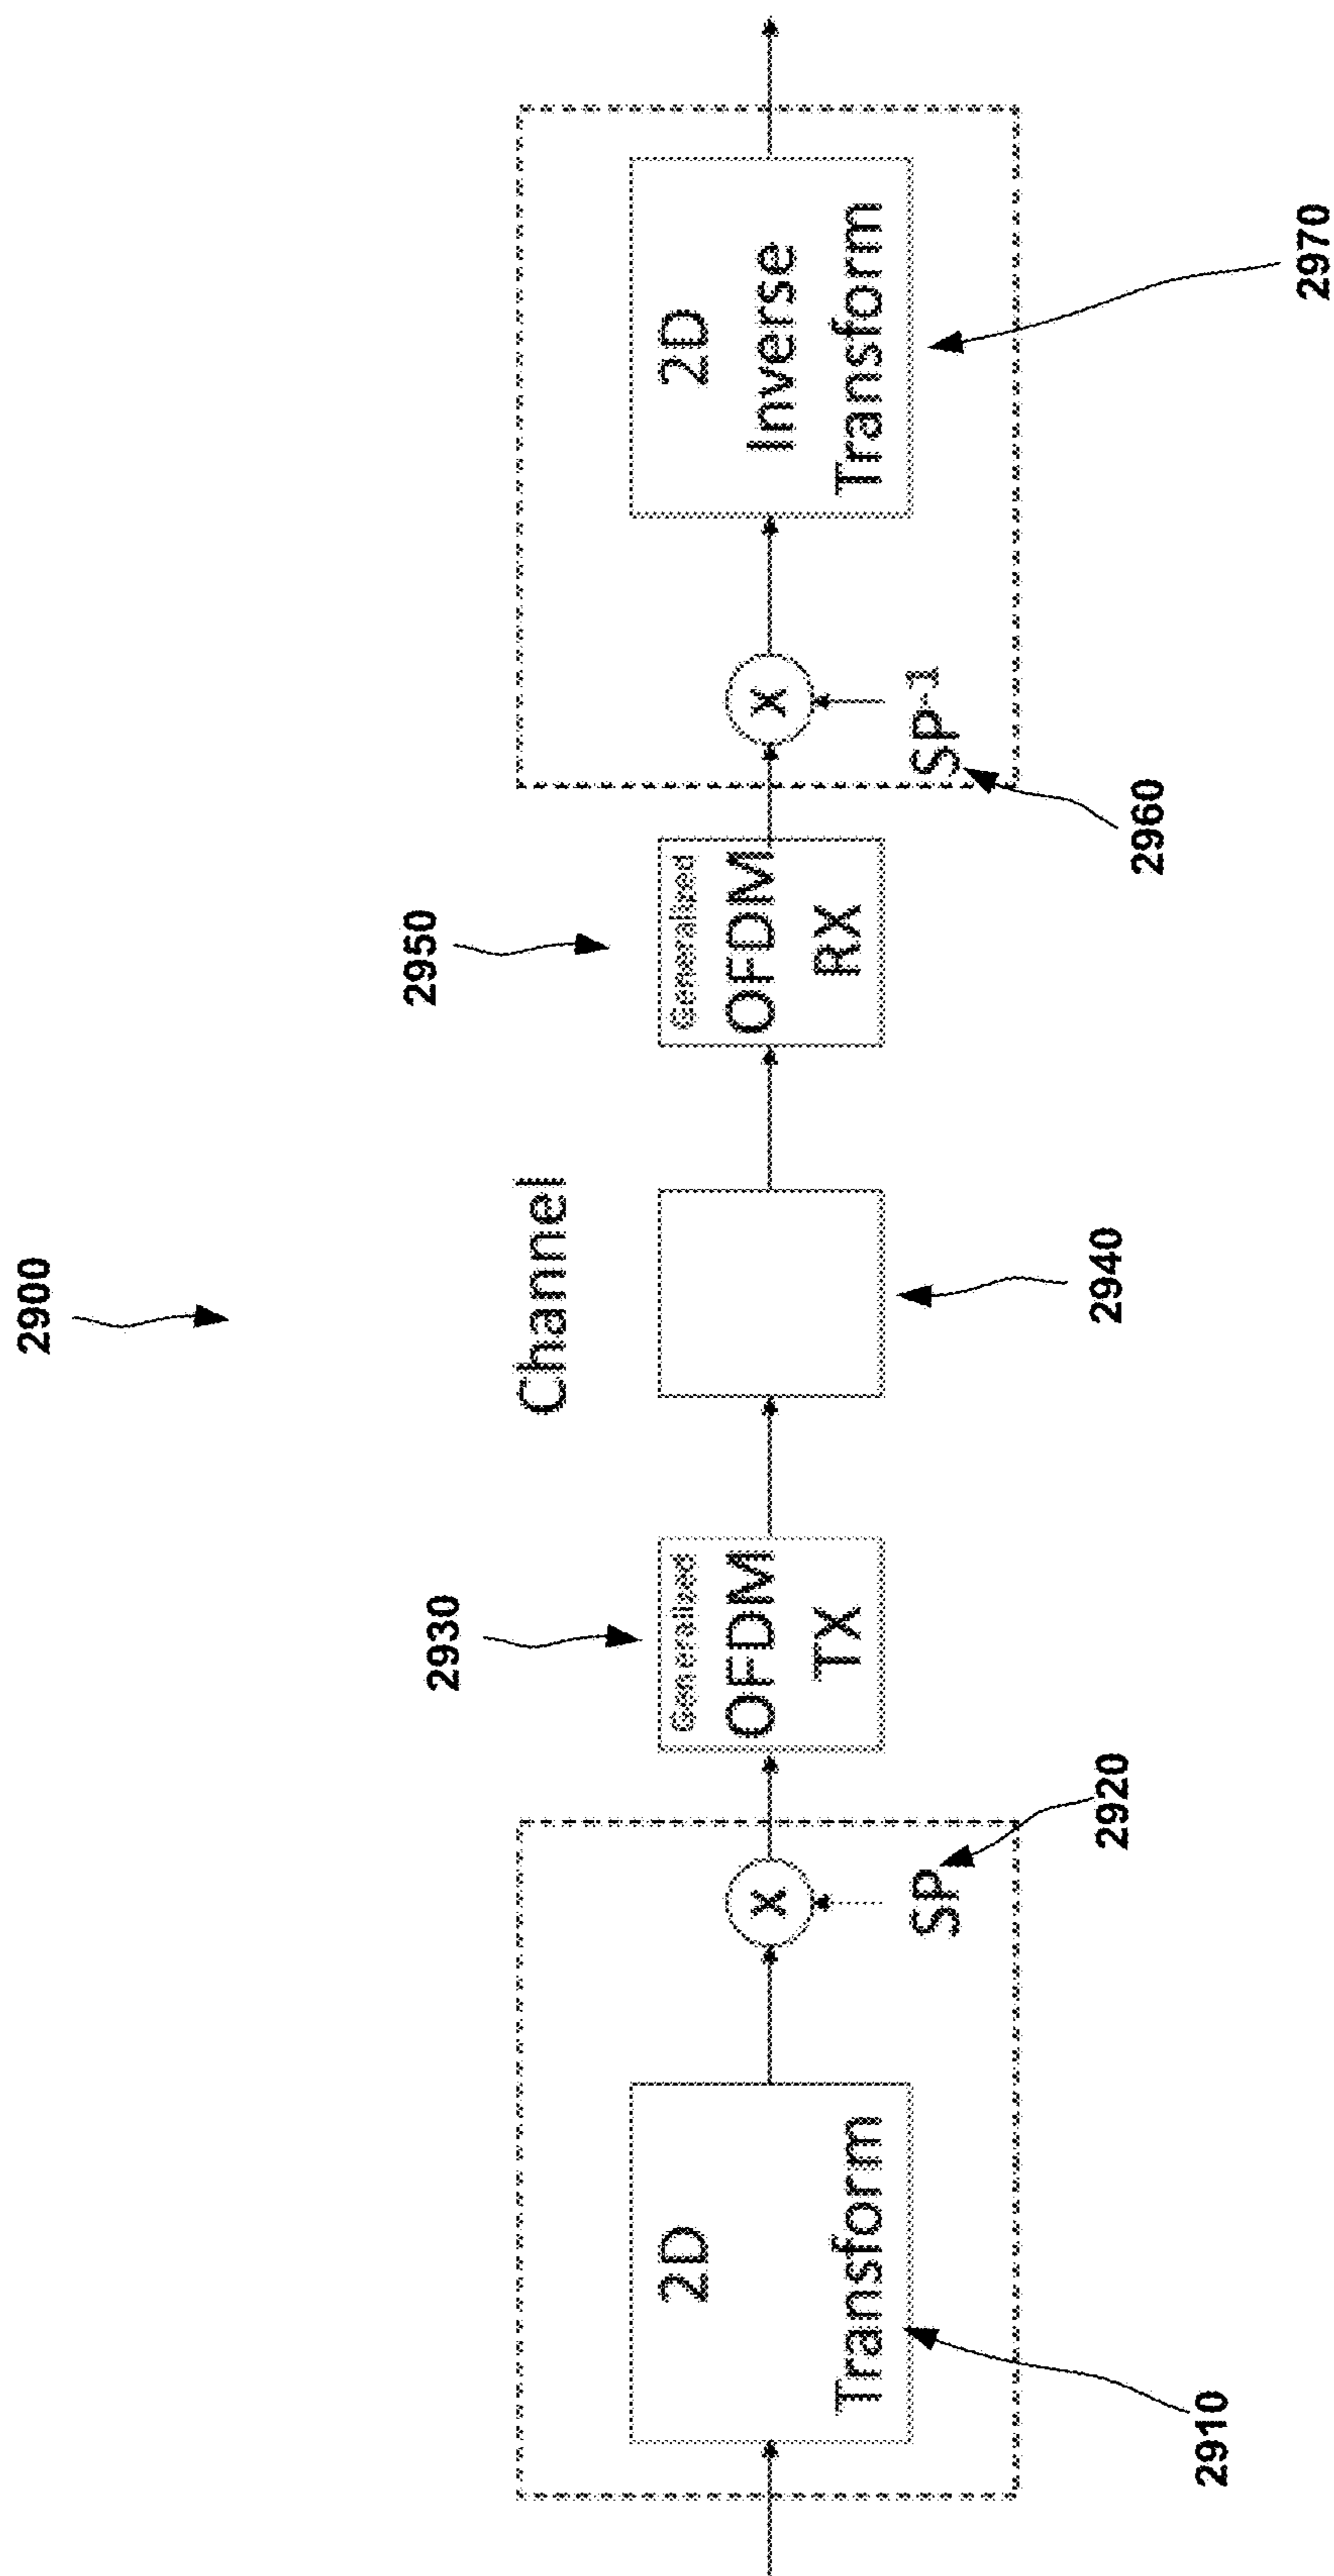 2900
Channel
2930
2950
2D
Transform
2910
X
SP
2920
Generalized
OFDM
TX
2940
Generalized
OFDM
RX
X
SP-1
2960
2D
Inverse
Transform
2970